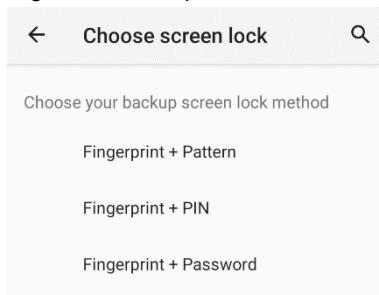 Choose screen lock
Choose your backup screen lock method
Fingerprint + Pattern
Fingerprint + PIN
Fingerprint + Password